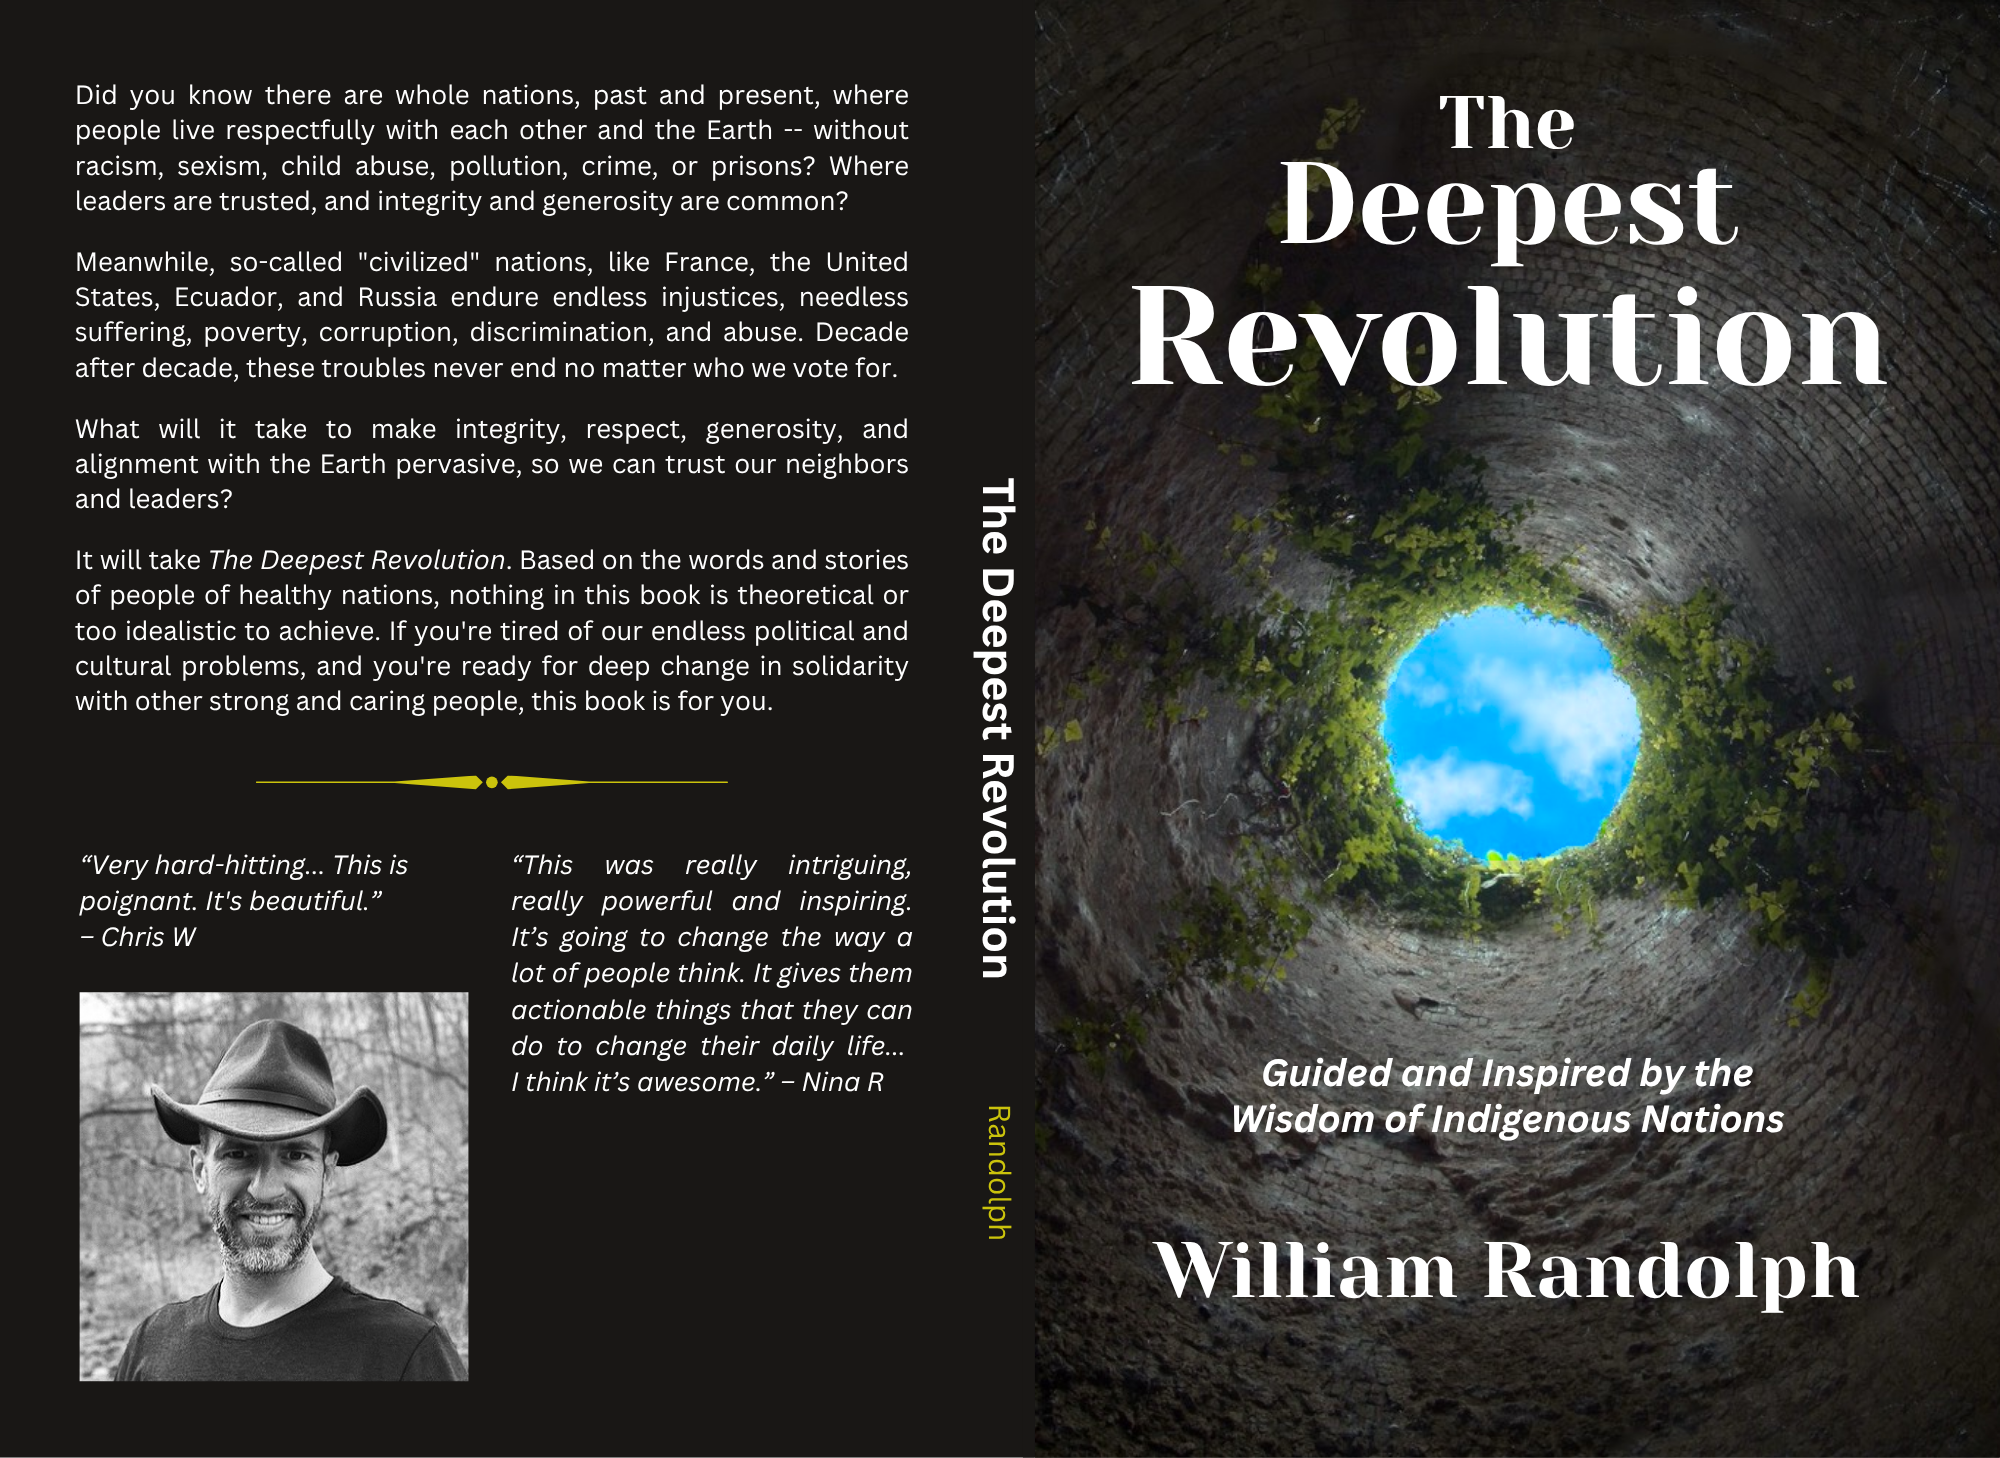 Did you know there are whole nations, past and present, where
people live respectfully with each other and the Earth -- without
racism, sexism, child abuse, pollution, crime, or prisons? Where
leaders are trusted, and integrity and generosity are common?
Meanwhile, so-called "civilized" nations, like France, the United
States, Ecuador, and Russia endure endless injustices, needless
suffering, poverty, corruption, discrimination, and abuse. Decade
after decade, these troubles never end no matter who we vote for.
What will it take to make integrity, respect, generosity, and
alignment with the Earth pervasive, so we can trust our neighbors
and leaders?
It will take The Deepest Revolution. Based on the words and stories
of people of healthy nations, nothing in this book is theoretical or
too idealistic to achieve. If you're tired of our endless political and
cultural problems, and you're ready for deep change in solidarity
with other strong and caring people, this book is for you.
“Very hard-hitting... This is
poignant. It's beautiful.”
– Chris W
“This was really intriguing,
really powerful and inspiring.
It’s going to change the way a
lot of people think. It gives them
actionable things that they can
do to change their daily life...
I think it’s awesome.” – Nina R
The Deepest Revolution
Randolph
The
Deepest
Revolution
Guided and Inspired by the
Wisdom of Indigenous Nations
William Randolph